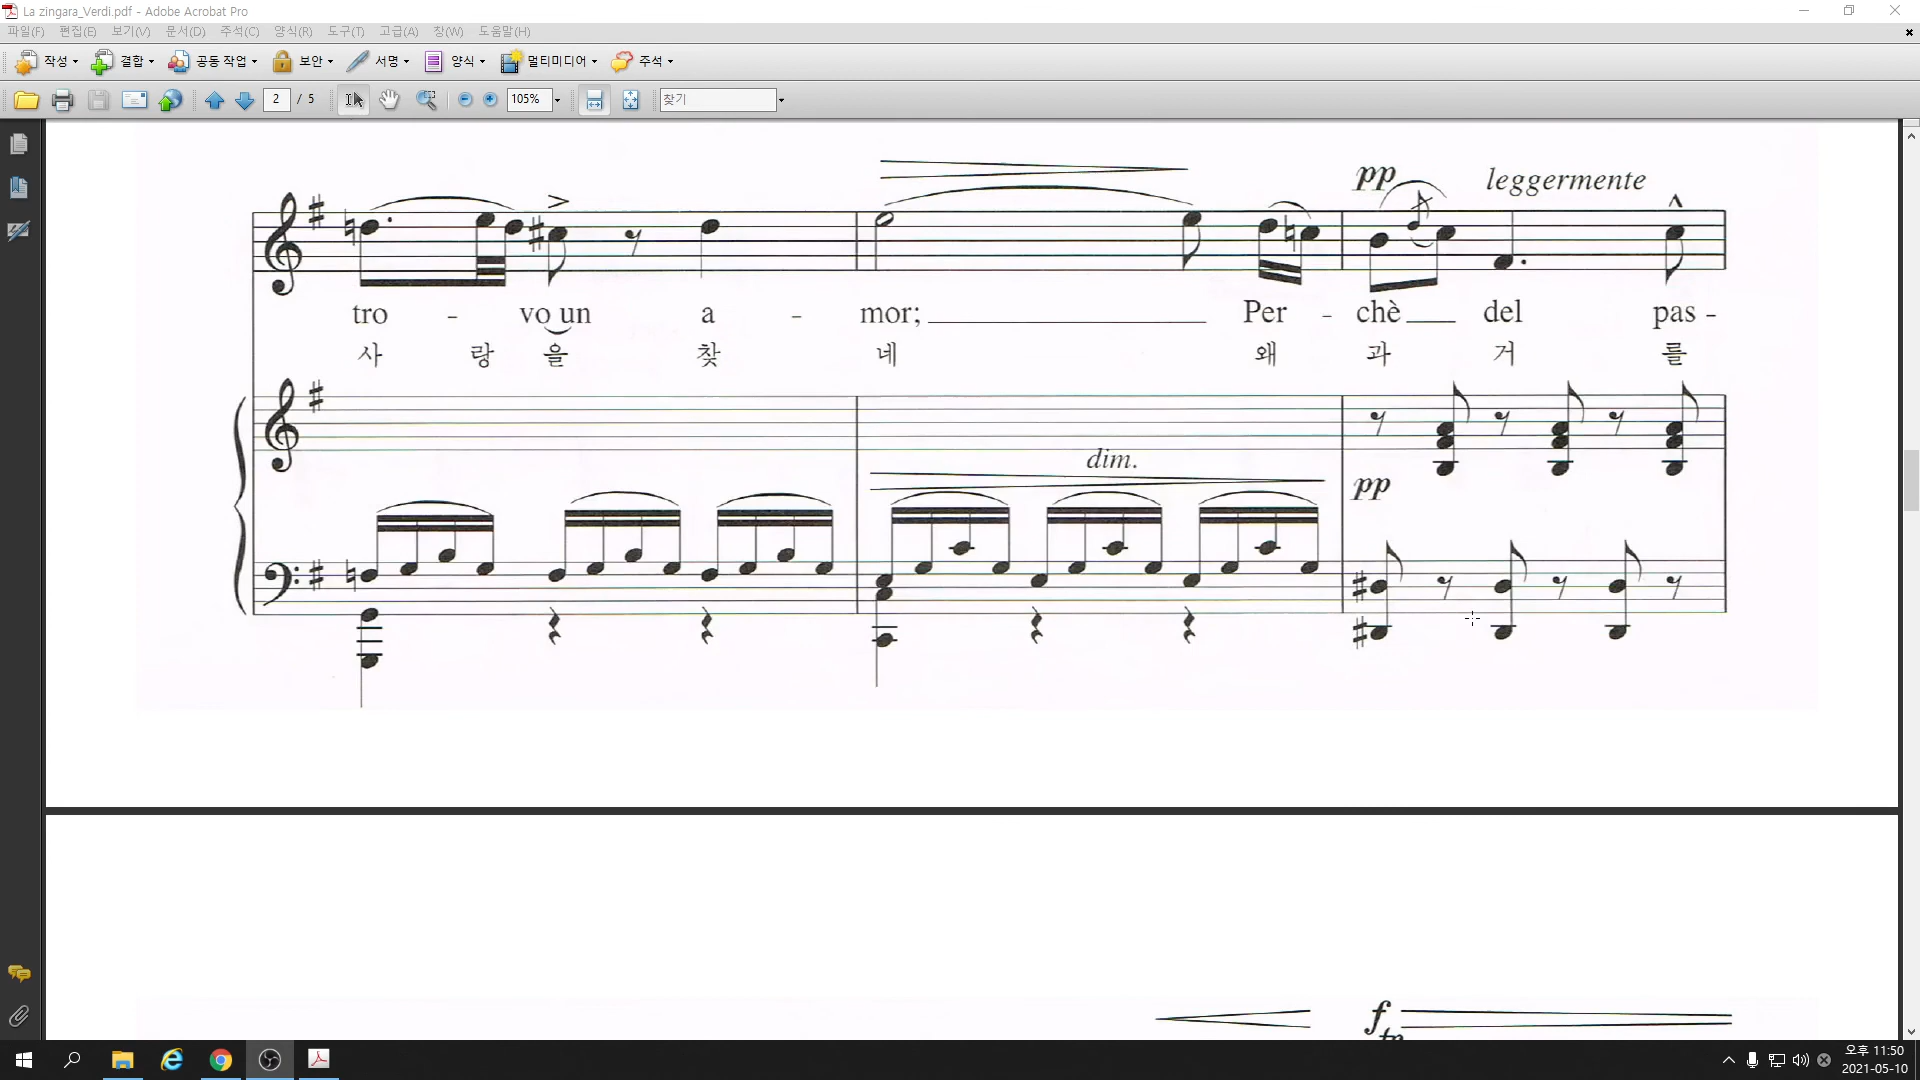 La zingara_Verdi.pdf - Adobe Acrobat Pro
파일(F) 편집(E) 보기(V) 문서(D) 주석(C) 양식(R) 도구(T) 고급(A) 창(W) 도움말(H)
작성 결합 공동 작업 보안 서명 양식 멀티미디어 주석
2 / 5 105% 찾기
pp leggermente
tro - vo un a - mor; Per - chè del pas -
사 랑 을 찾 네 왜 과 거 를
dim.
pp
f
오후 11:50
2021-05-10